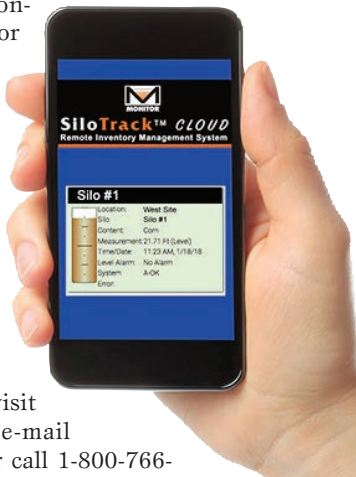 on-
or
MONITOR
SiloTrack™ CLOUD
Remote Inventory Management System
Silo #1
Location: West Site
Silo: Silo #1
Content: Corn
Measurement: 21.71 Ft (Level)
Time/Date: 11:23 AM, 1/18/18
Level Alarm: No Alarm
System: A-OK
Error:
visit
e-mail
r call 1-800-766-